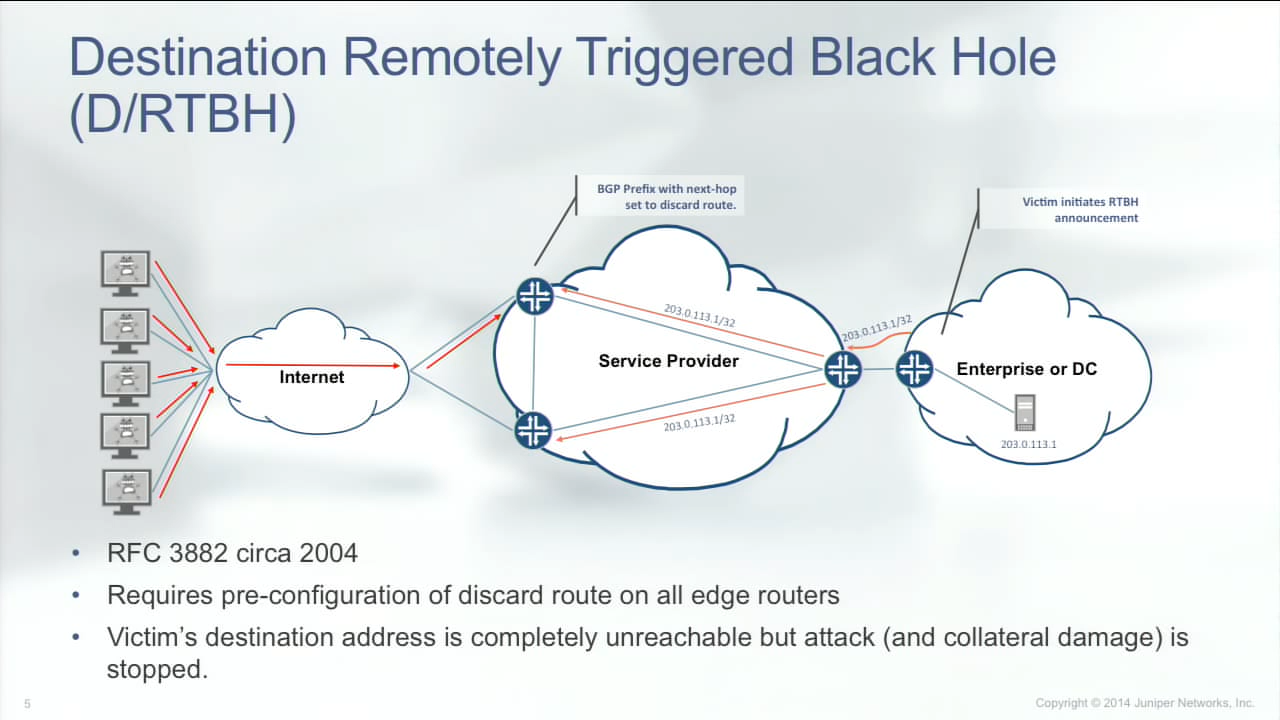 Destination Remotely Triggered Black Hole
(D/RTBH)
BGP Prefix with next-hop
set to discard route.
Victim initiates RTBH
announcement
203.0.113.1/32
203.0.113.1/32
Internet
Service Provider
Enterprise or DC
203.0.113.1/32
203.0.113.1
• RFC 3882 circa 2004
• Requires pre-configuration of discard route on all edge routers
• Victim’s destination address is completely unreachable but attack (and collateral damage) is
stopped.
5
Copyright © 2014 Juniper Networks, Inc.